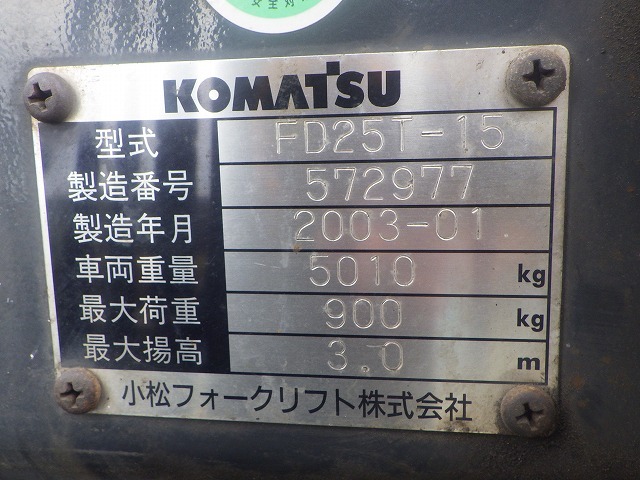 KOMATSU
型式 FD25T-15
製造番号 572977
製造年月 2003-01
車両重量 5010 kg
最大荷重 900 kg
最大揚高 3.0 m
小松フォークリフト株式会社